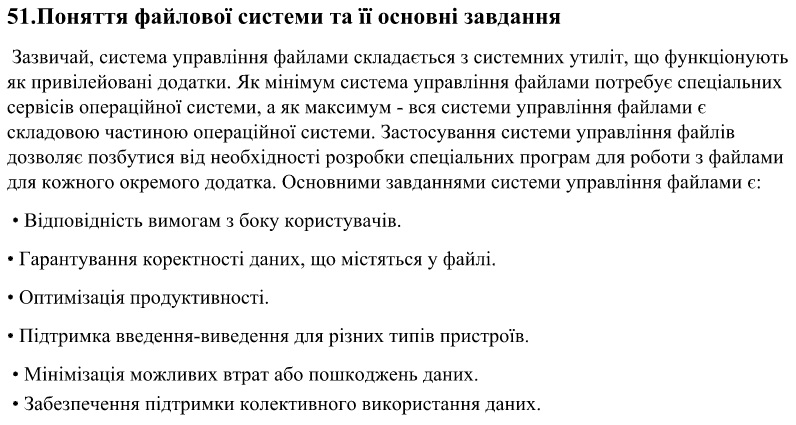 51.Поняття файлової системи та її основні завдання
Зазвичай, система управління файлами складається з системних утиліт, що функціонують
як привілейовані додатки. Як мінімум система управління файлами потребує спеціальних
сервісів операційної системи, а як максимум - вся системи управління файлами є
складовою частиною операційної системи. Застосування системи управління файлів
дозволяє позбутися від необхідності розробки спеціальних програм для роботи з файлами
для кожного окремого додатка. Основними завданнями системи управління файлами є:
• Відповідність вимогам з боку користувачів.
• Гарантування коректності даних, що містяться у файлі.
• Оптимізація продуктивності.
• Підтримка введення-виведення для різних типів пристроїв.
• Мінімізація можливих втрат або пошкоджень даних.
• Забезпечення підтримки колективного використання даних.